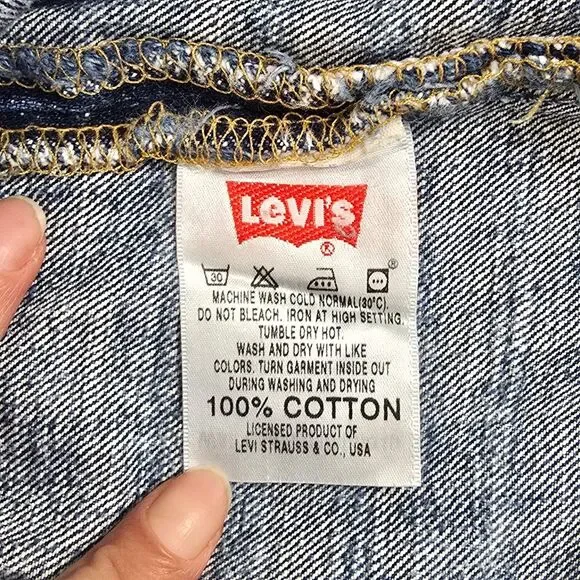 Levi's
®
30 ®
MACHINE WASH COLD NORMAL(30°C).
DO NOT BLEACH. IRON AT HIGH SETTING.
TUMBLE DRY HOT.
WASH AND DRY WITH LIKE
COLORS. TURN GARMENT INSIDE OUT
DURING WASHING AND DRYING
100% COTTON
LICENSED PRODUCT OF
LEVI STRAUSS & CO., USA